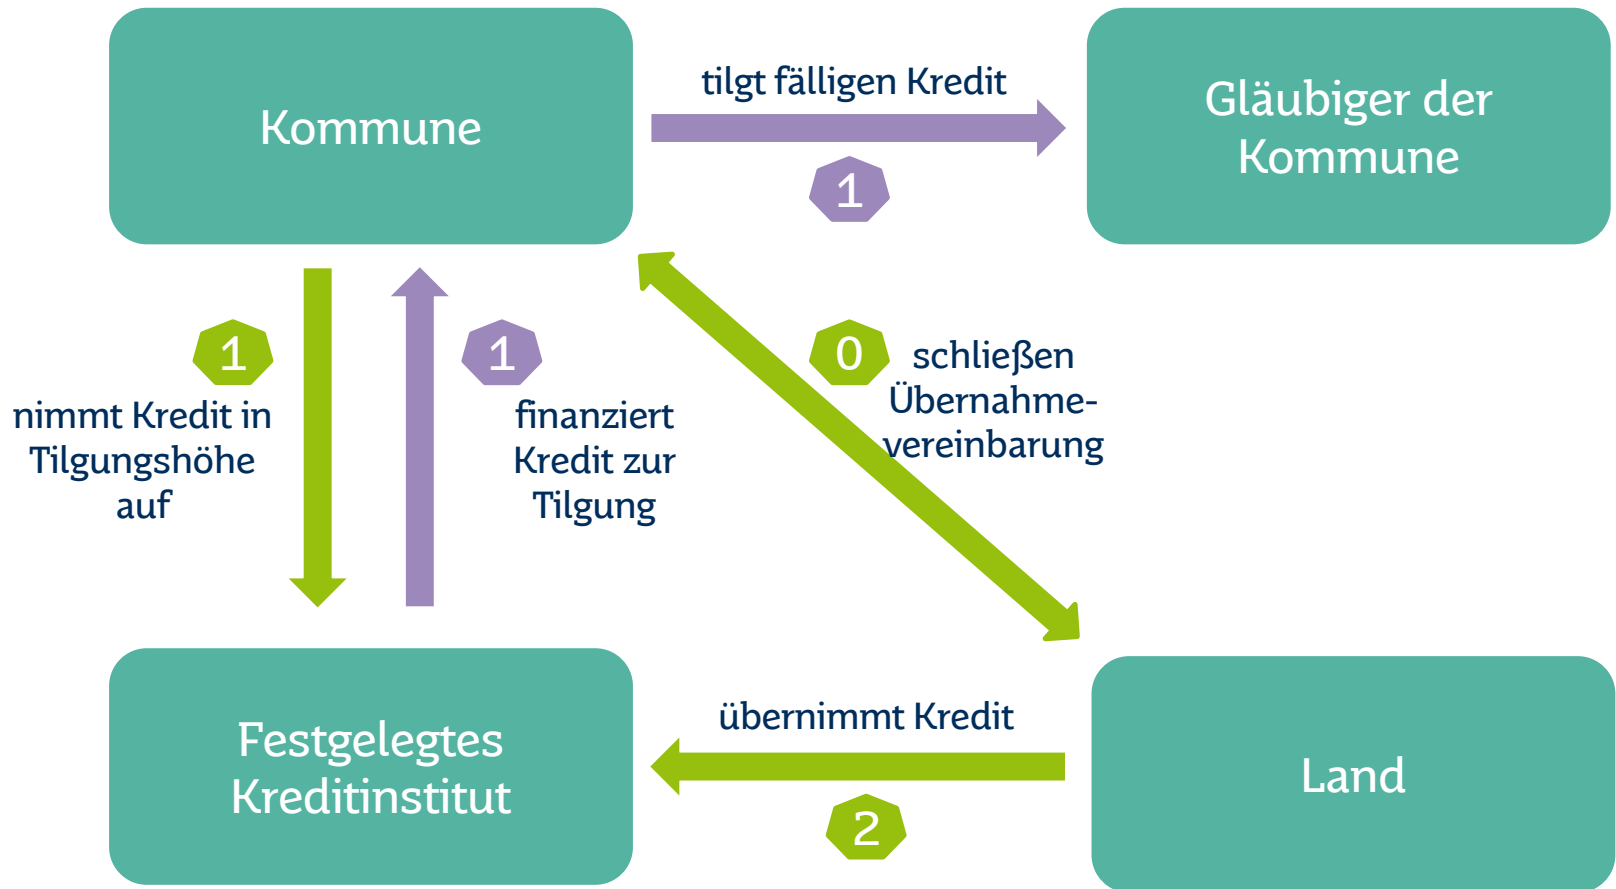 Kommune
tilgt fälligen Kredit
1
Gläubiger der
Kommune
1
nimmt Kredit in
Tilgungshöhe
auf
1
finanziert
Kredit zur
Tilgung
0
schließen
Übernahme-
vereinbarung
Festgelegtes
Kreditinstitut
übernimmt Kredit
2
Land